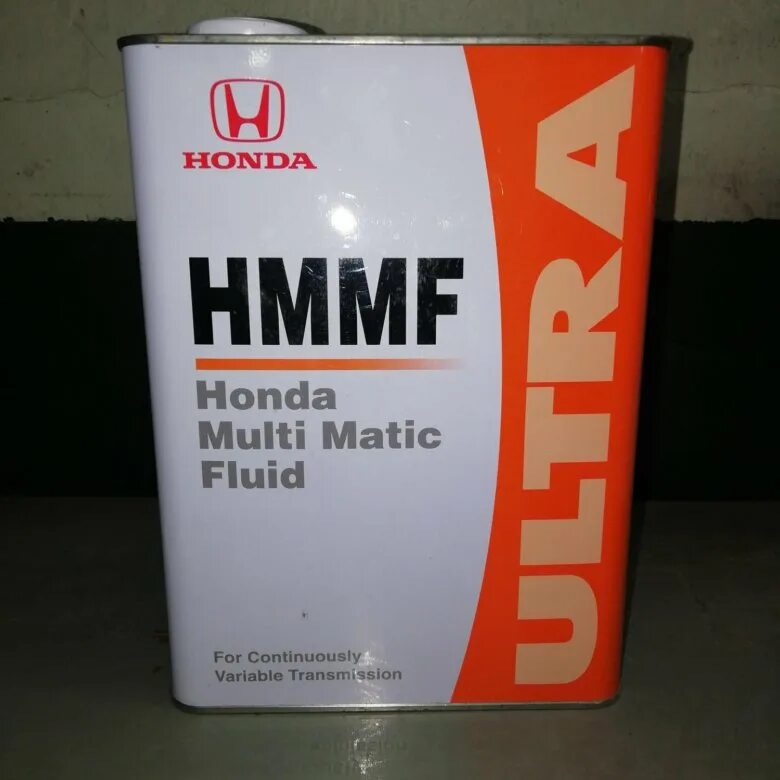 HONDA
HMMF
Honda
Multi Matic
Fluid
For Continuously
Variable Transmission
ULTRA